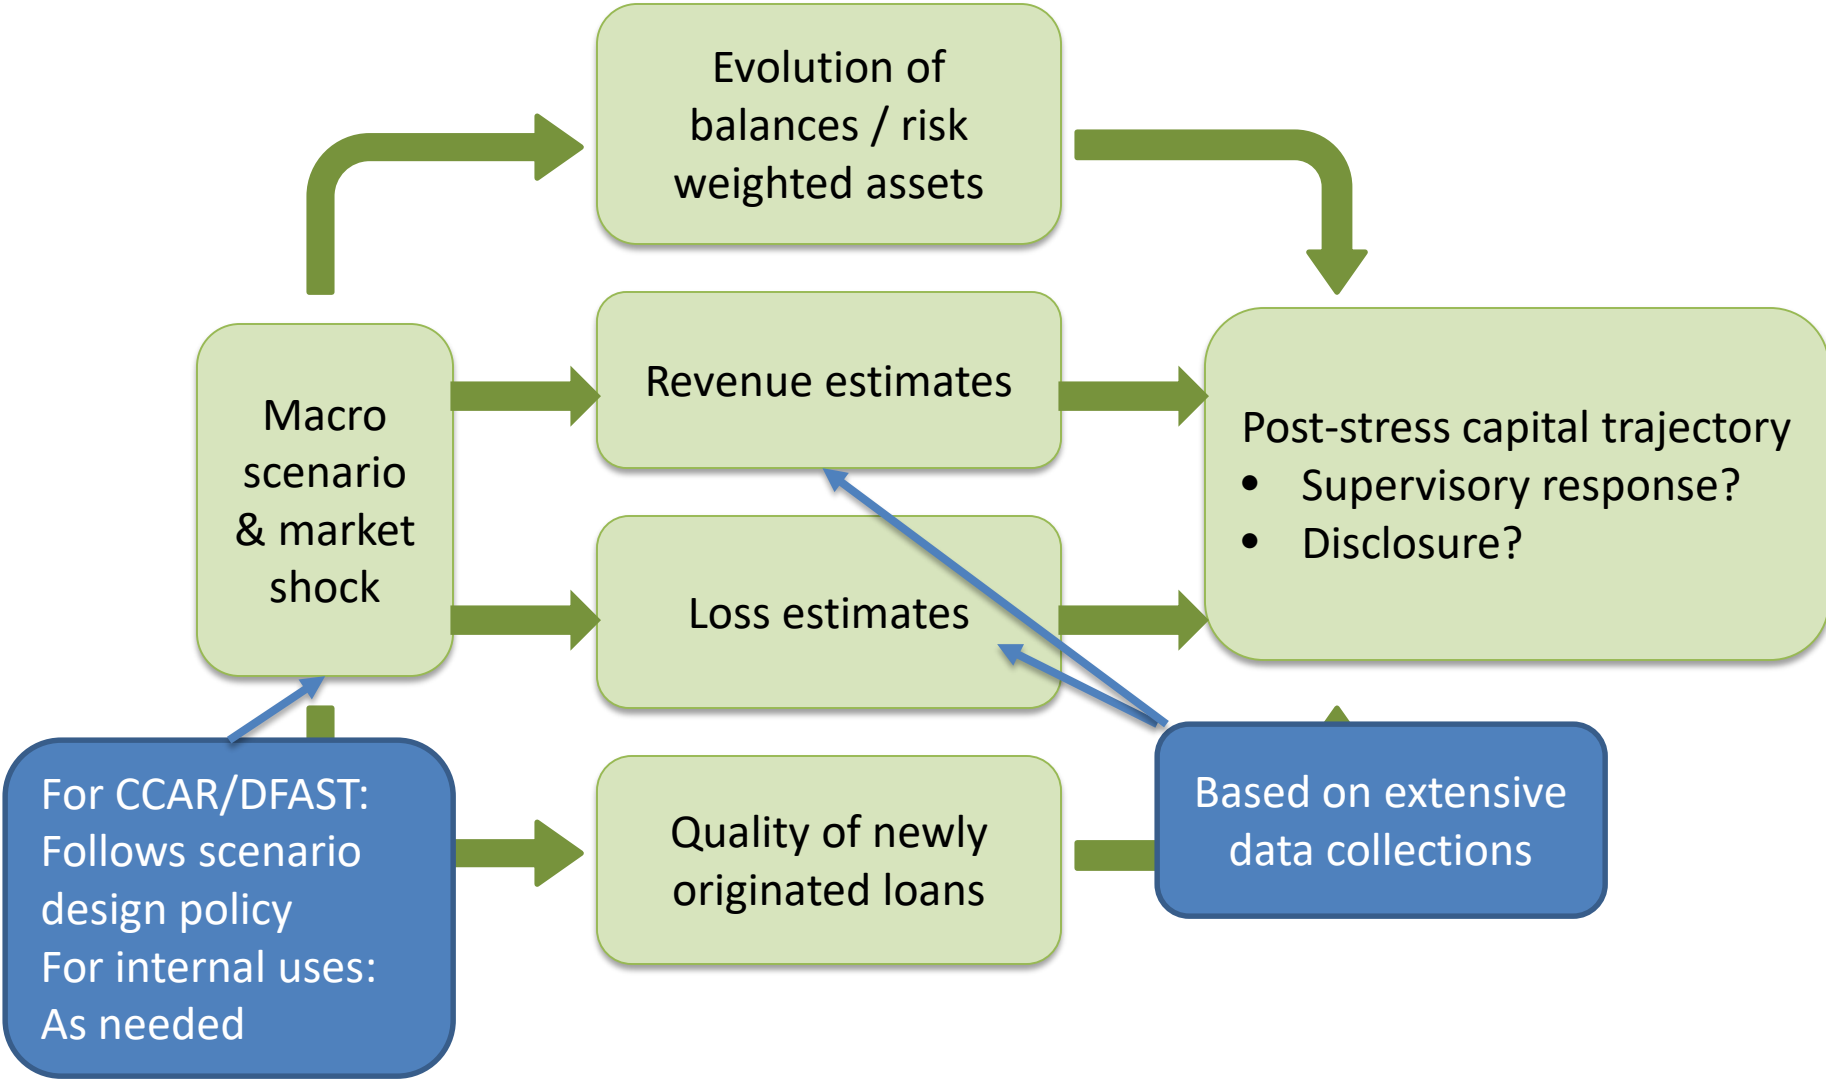 Evolution of
balances / risk
weighted assets
Macro
scenario
& market
shock
Revenue estimates
Loss estimates
Quality of newly
originated loans
Post-stress capital trajectory
• Supervisory response?
• Disclosure?
For CCAR/DFAST:
Follows scenario
design policy
For internal uses:
As needed
Based on extensive
data collections